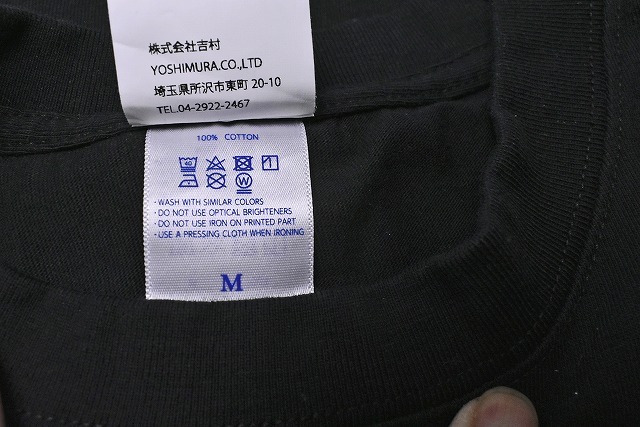 株式会社吉村
YOSHIMURA.CO.,LTD
埼玉県所沢市東町 20-10
TEL.04-2922-2467
100% COTTON
40
W
・WASH WITH SIMILAR COLORS
・DO NOT USE OPTICAL BRIGHTENERS
・DO NOT USE IRON ON PRINTED PART
・USE A PRESSING CLOTH WHEN IRONING
M